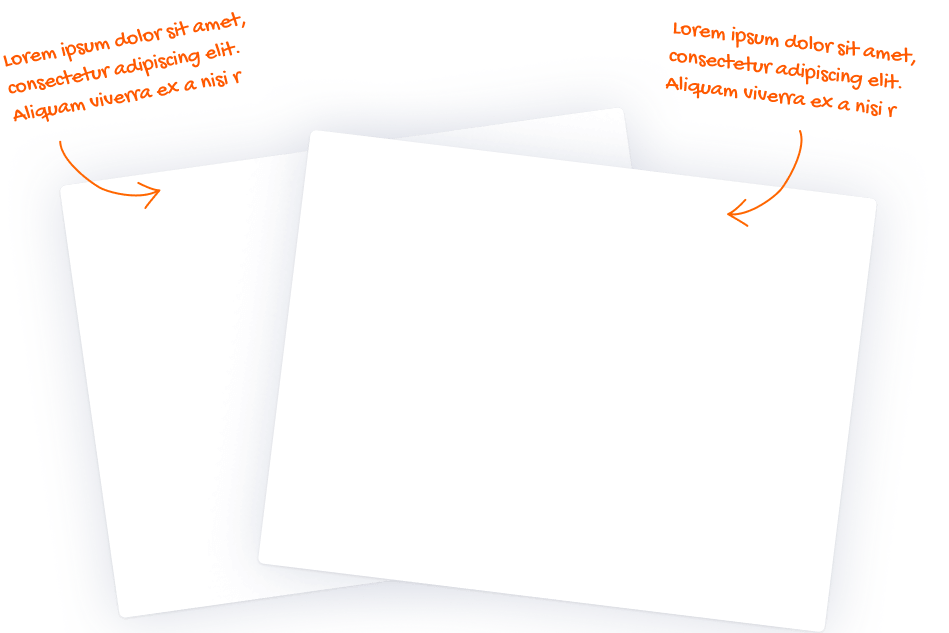 Lorem ipsum dolor sit amet,
consectetur adipiscing elit.
Aliquam viverra ex a nisi r
Lorem ipsum dolor sit amet,
consectetur adipiscing elit.
Aliquam viverra ex a nisi r